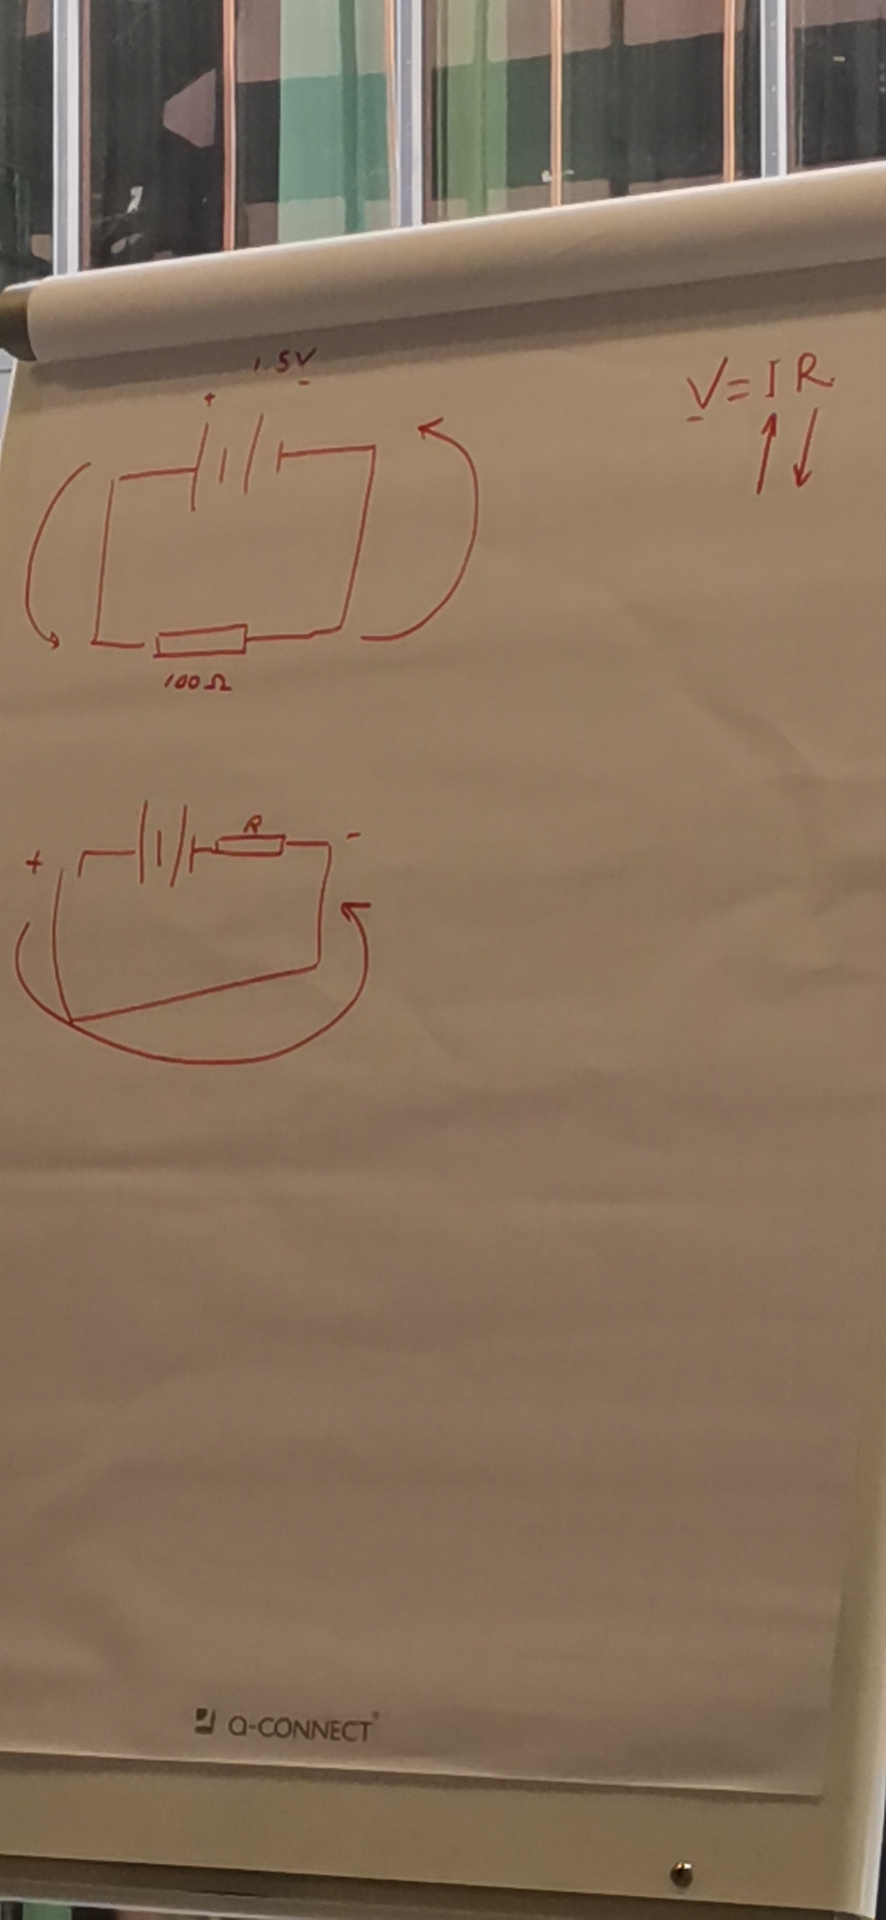 1.5V
+
V=IR
100Ω
R
+ -
Q-CONNECT